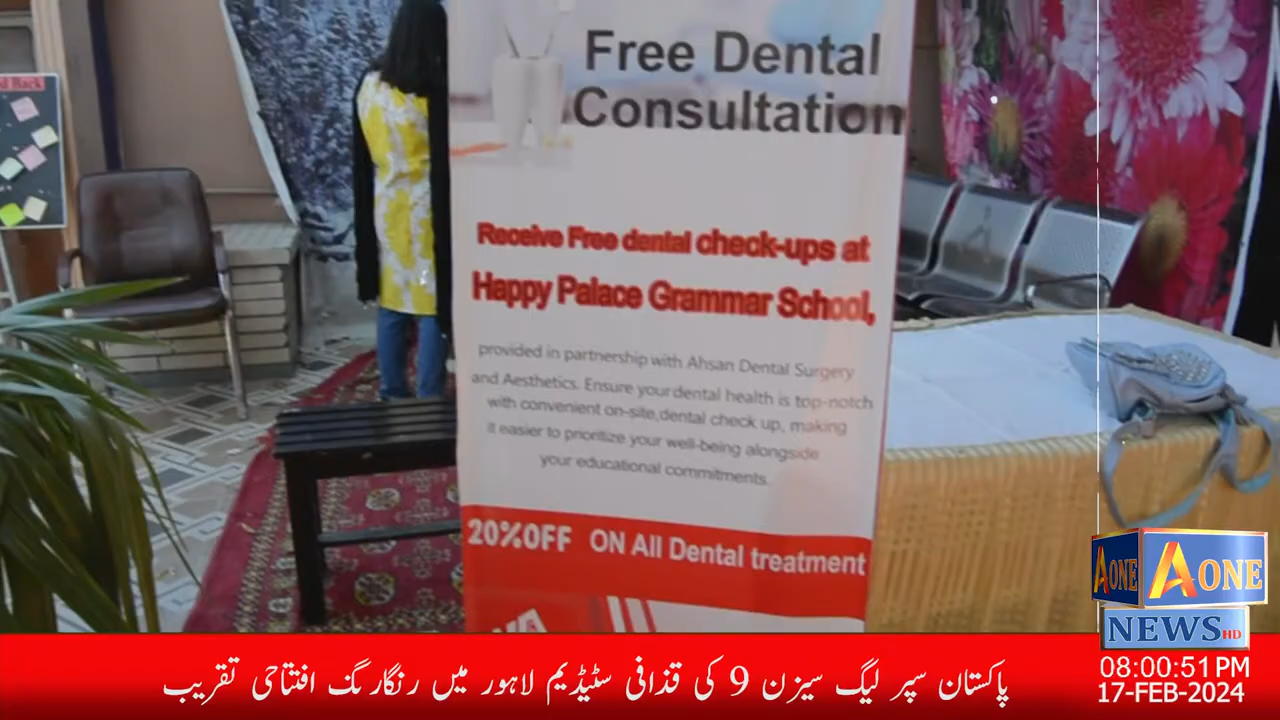 Free Dental
Consultation
Receive Free dental check-ups at
Happy Palace Grammar School,
provided in partnership with Ahsan Dental Surgery
and Aesthetics. Ensure your dental health is top-notch
with convenient on-site,dental check up, making
it easier to prioritize your well-being alongside
your educational commitments.
20%OFF ON All Dental treatment
A ONE
A ONE
NEWS HD
پاکستان سپر لیگ سیزن 9 کی قذافی سٹیڈیم لاہور میں رنگارنگ افتتاحی تقریب
08:00:51 PM
17-FEB-2024